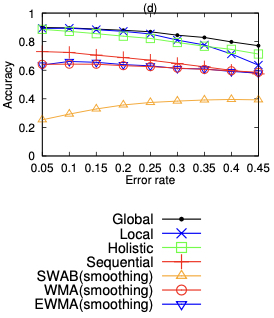 (d)
1
0.8
0.6
0.4
0.2
0
Accuracy
0.05 0.1 0.15 0.2 0.25 0.3 0.35 0.4 0.45
Error rate
Global
Local
Holistic
Sequential
SWAB(smoothing)
WMA(smoothing)
EWMA(smoothing)